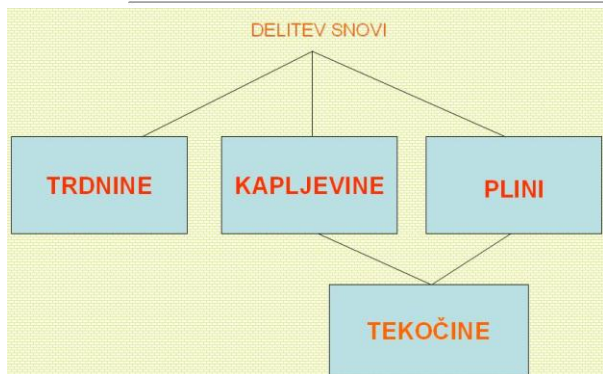 DELITEV SNOVI
TRDNINE
KAPLJEVINE
PLINI
TEKOČINE